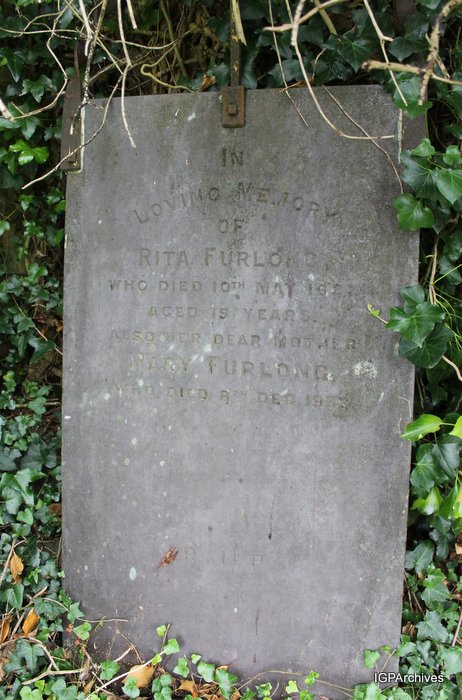 IN
LOVING MEMORY
OF
RITA FURLONG
WHO DIED 10TH MAY
AGED 15 YEARS
ALSO HER DEAR MOTHER
MARY FURLONG
WHO DIED 8TH DEC
R I P
IGPArchives